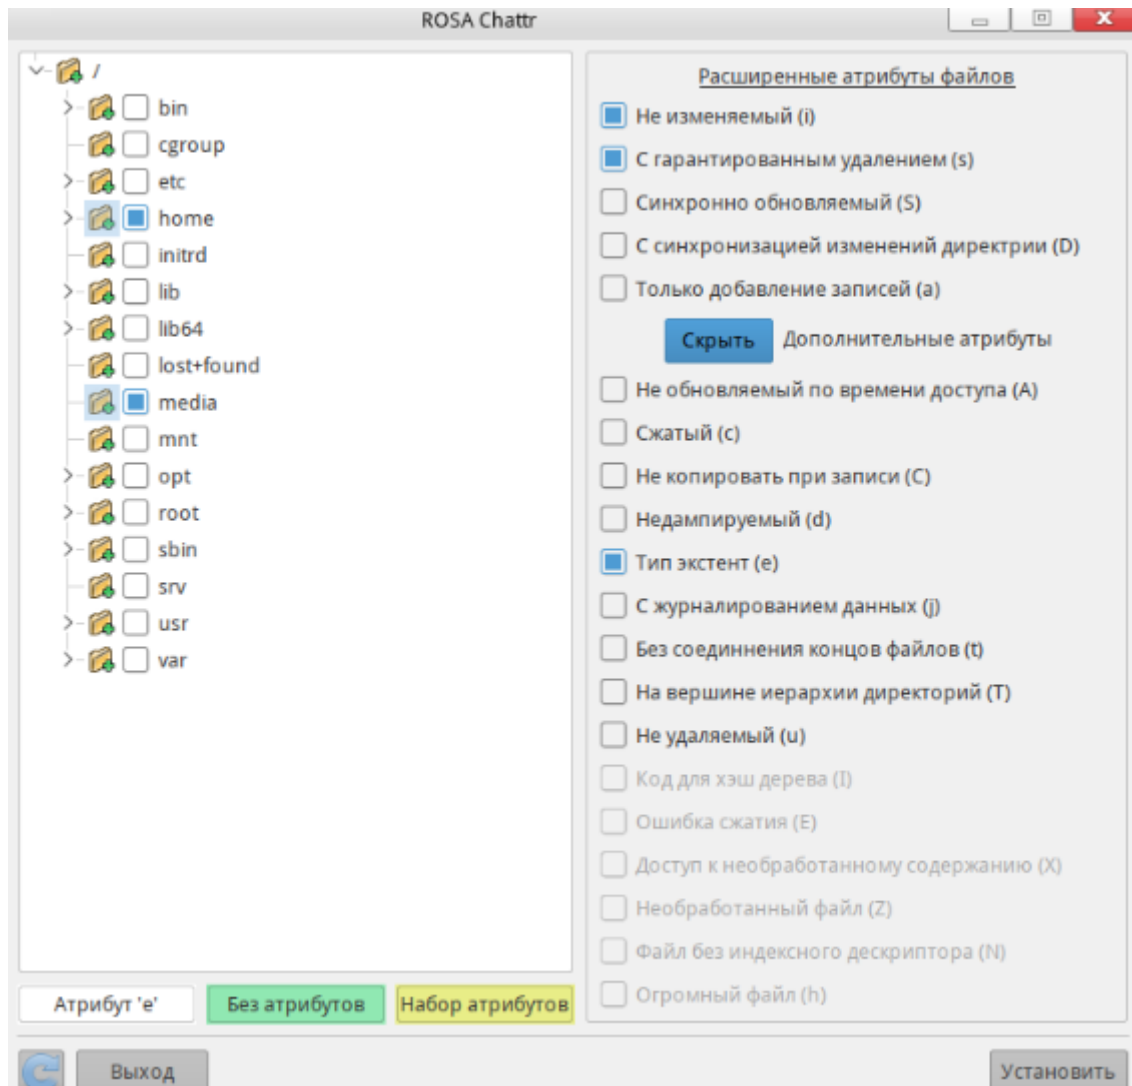 ROSA Chattr
/
bin
cgroup
etc
home
initrd
lib
lib64
lost+found
media
mnt
opt
root
sbin
srv
usr
var
Атрибут 'e'
Без атрибутов
Набор атрибутов
Расширенные атрибуты файлов
Не изменяемый (i)
С гарантированным удалением (s)
Синхронно обновляемый (S)
С синхронизацией изменений директрии (D)
Только добавление записей (a)
Скрыть Дополнительные атрибуты
Не обновляемый по времени доступа (A)
Сжатый (c)
Не копировать при записи (C)
Недампируемый (d)
Тип экстент (e)
С журналированием данных (j)
Без соединнения концов файлов (t)
На вершине иерархии директорий (T)
Не удаляемый (u)
Код для хэш дерева (I)
Ошибка сжатия (E)
Доступ к необработанному содержанию (X)
Необработанный файл (Z)
Файл без индексного дескриптора (N)
Огромный файл (h)
Выход
Установить